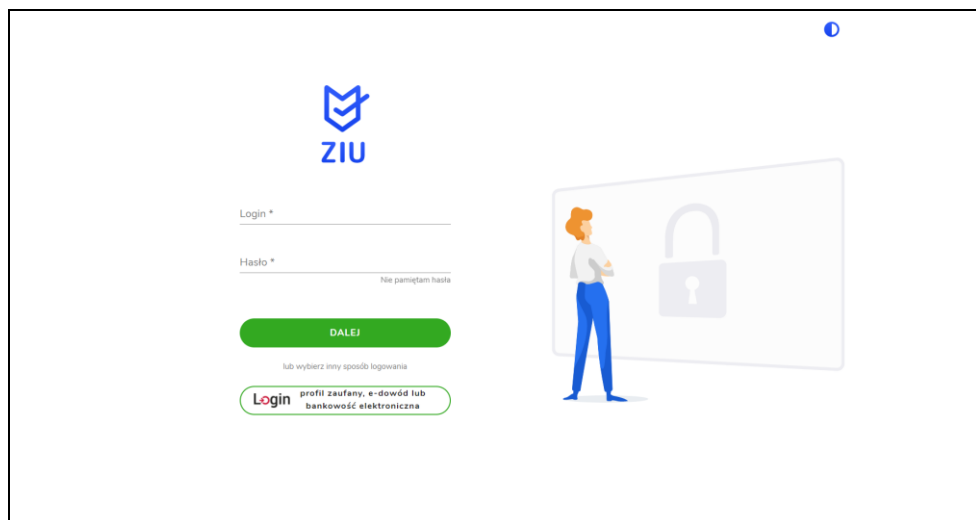 ZIU
Login *
Hasło *
Nie pamiętam hasła
DALEJ
lub wybierz inny sposób logowania
Login profil zaufany, e-dowód lub
bankowość elektroniczna